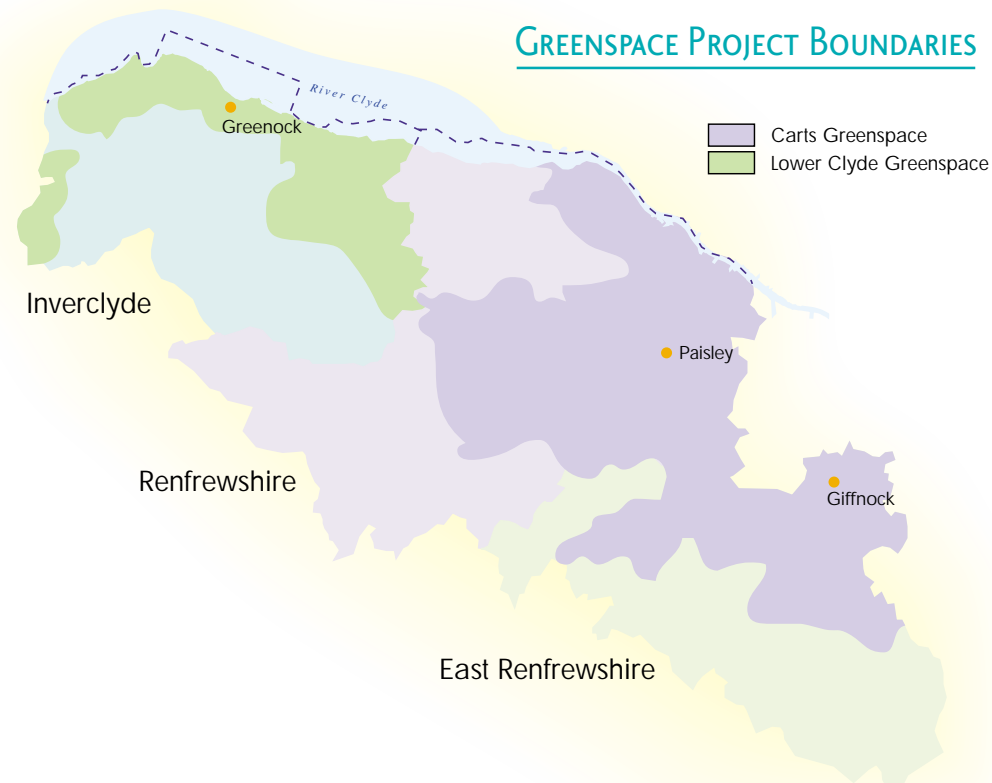 GREENSPACE PROJECT BOUNDARIES
River Clyde
Greenock
Carts Greenspace
Lower Clyde Greenspace
Inverclyde
Paisley
Renfrewshire
Giffnock
East Renfrewshire